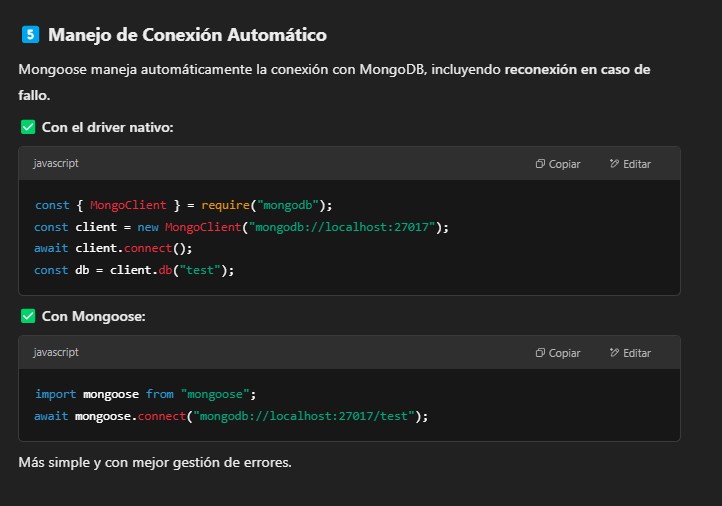 5 Manejo de Conexión Automático
Mongoose maneja automáticamente la conexión con MongoDB, incluyendo reconexión en caso de
fallo.
✅ Con el driver nativo:
javascript Copiar Editar
const { MongoClient } = require("mongodb");
const client = new MongoClient("mongodb://localhost:27017");
await client.connect();
const db = client.db("test");
✅ Con Mongoose:
javascript Copiar Editar
import mongoose from "mongoose";
await mongoose.connect("mongodb://localhost:27017/test");
Más simple y con mejor gestión de errores.